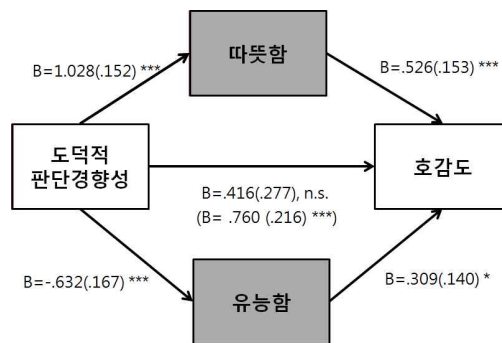 따뜻함
B=1.028(.152) ***
B=.526(.153) ***
도덕적
판단경향성
호감도
B=.416(.277), n.s.
(B= .760 (.216) ***)
B=-.632(.167) ***
B=.309(.140) *
유능함